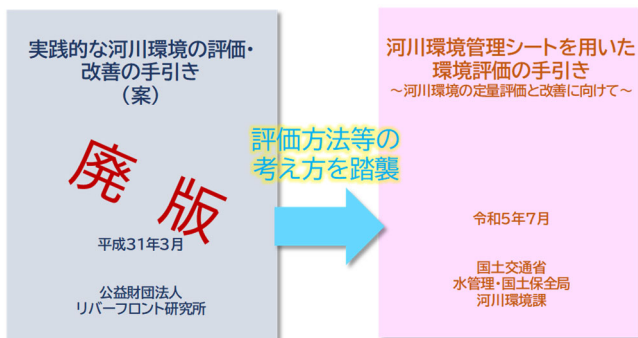 実践的な河川環境の評価・
改善の手引き
（案）
廃版
平成31年3月
公益財団法人
リバーフロント研究所
評価方法等の
考え方を踏襲
河川環境管理シートを用いた
環境評価の手引き
～河川環境の定量評価と改善に向けて～
令和5年7月
国土交通省
水管理・国土保全局
河川環境課